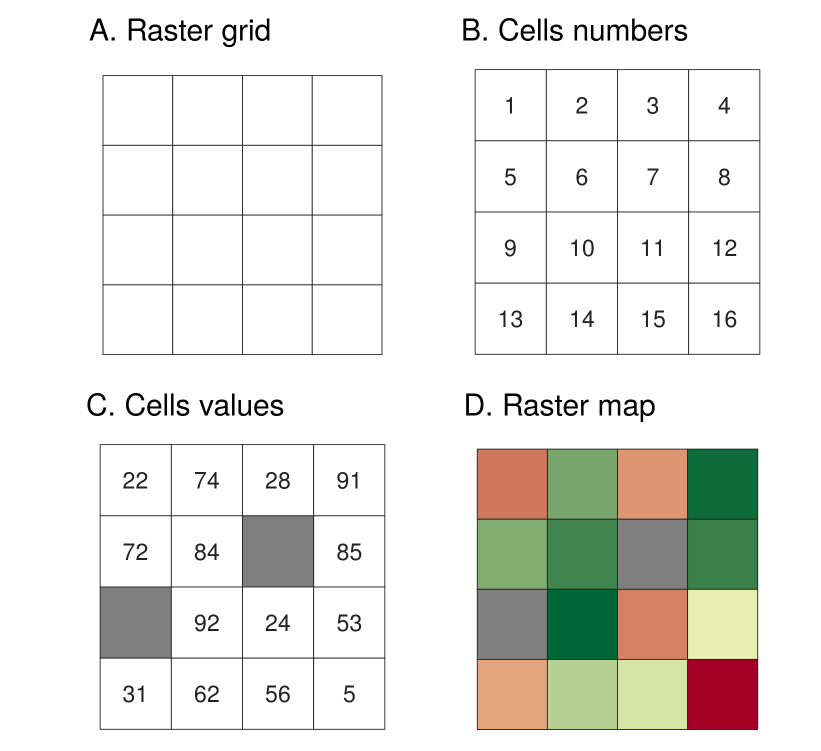 A. Raster grid
B. Cells numbers
1 2 3 4
5 6 7 8
9 10 11 12
13 14 15 16
C. Cells values
22 74 28 91
72 84 85
92 24 53
31 62 56 5
D. Raster map